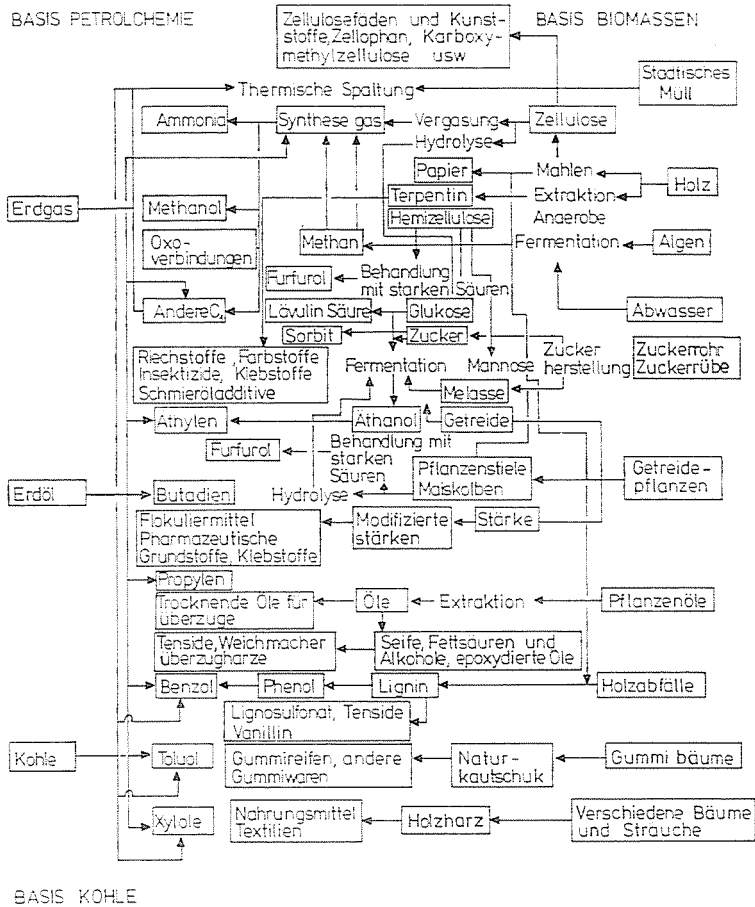 BASIS PETROLCHEMIE
Zellulosefäden und Kunst-
stoffe, Zellophan, Karboxy-
methylzellulose usw
BASIS BIOMASSEN
Thermische Spaltung
Städtisches
Müll
Ammonia
Synthese gas
Vergasung
Zellulose
Hydrolyse
Papier
Mahlen
Holz
Terpentin
Extraktion
Erdgas
Methanol
Hemizellulose
Anaerobe
Oxo-
verbindungen
Methan
Fermentation
Algen
Furfurol
Behandlung
mit starken Säuren
Abwasser
Andere C₄
Lävulin Säure
Glukose
Sorbit
Zucker
Riechstoffe, Farbstoffe
Insektizide, Klebstoffe
Schmieröladditive
Fermentation
Mannose
Zucker
herstellung
Zuckerrohr
Zuckerrübe
Melasse
Äthylen
Äthanol
Getreide
Furfurol
Behandlung mit
starken
Säuren
Pflanzenstiele
Maiskolben
Getreide-
pflanzen
Erdöl
Butadien
Hydrolyse
Flokuliermittel
Pharmazeutische
Grundstoffe, Klebstoffe
Modifizierte
stärken
Stärke
Propylen
Trocknende Öle für
überzuge
Öle
Extraktion
Pflanzenöle
Tenside, Weichmacher
überzugharze
Seife, Fettsäuren und
Alkohole, epoxydierte Öle
Benzol
Phenol
Lignin
Holzabfälle
Lignosulfonat, Tenside
Vanillin
Kohle
Toluol
Gummireifen, andere
Gummiwaren
Natur-
kautschuk
Gummi bäume
Xylole
Nahrungsmittel
Textilien
Holzharz
Verschiedene Bäume
und Strauche
BASIS KOHLE